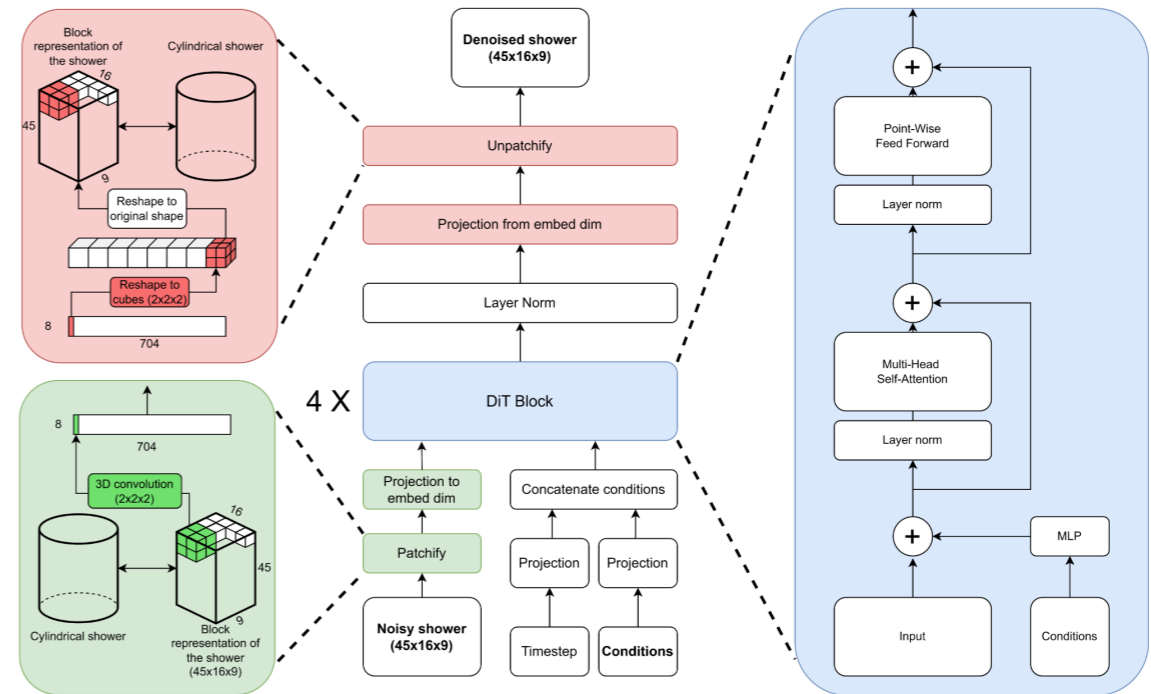 Block
representation of
the shower
Cylindrical shower
16
45
9
Reshape to
original shape
Reshape to
cubes (2x2x2)
8
704
8
704
3D convolution
(2x2x2)
16
45
9
Cylindrical shower
Block
representation of
the shower
(45x16x9)
Denoised shower
(45x16x9)
Unpatchify
Projection from embed dim
Layer Norm
4 X
DiT Block
Projection to
embed dim
Concatenate conditions
Patchify
Projection
Projection
Noisy shower
(45x16x9)
Timestep
Conditions
+
Point-Wise
Feed Forward
Layer norm
+
Multi-Head
Self-Attention
Layer norm
+
MLP
Input
Conditions